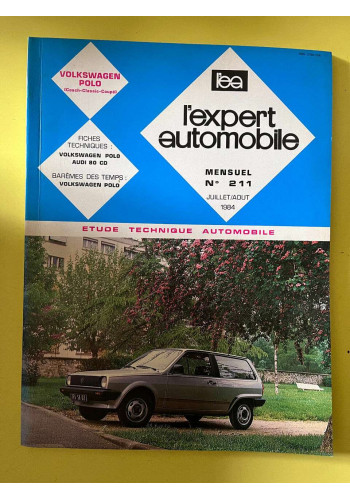 VOLKSWAGEN
POLO
(Coach-Classic-Coupé)
FICHES
TECHNIQUES :
VOLKSWAGEN POLO
AUDI 80 CD
BARÊMES DES TEMPS :
VOLKSWAGEN POLO
l'ea
l'expert
automobile
MENSUEL
N° 211
JUILLET/AOUT
1984
ETUDE TECHNIQUE AUTOMOBILE